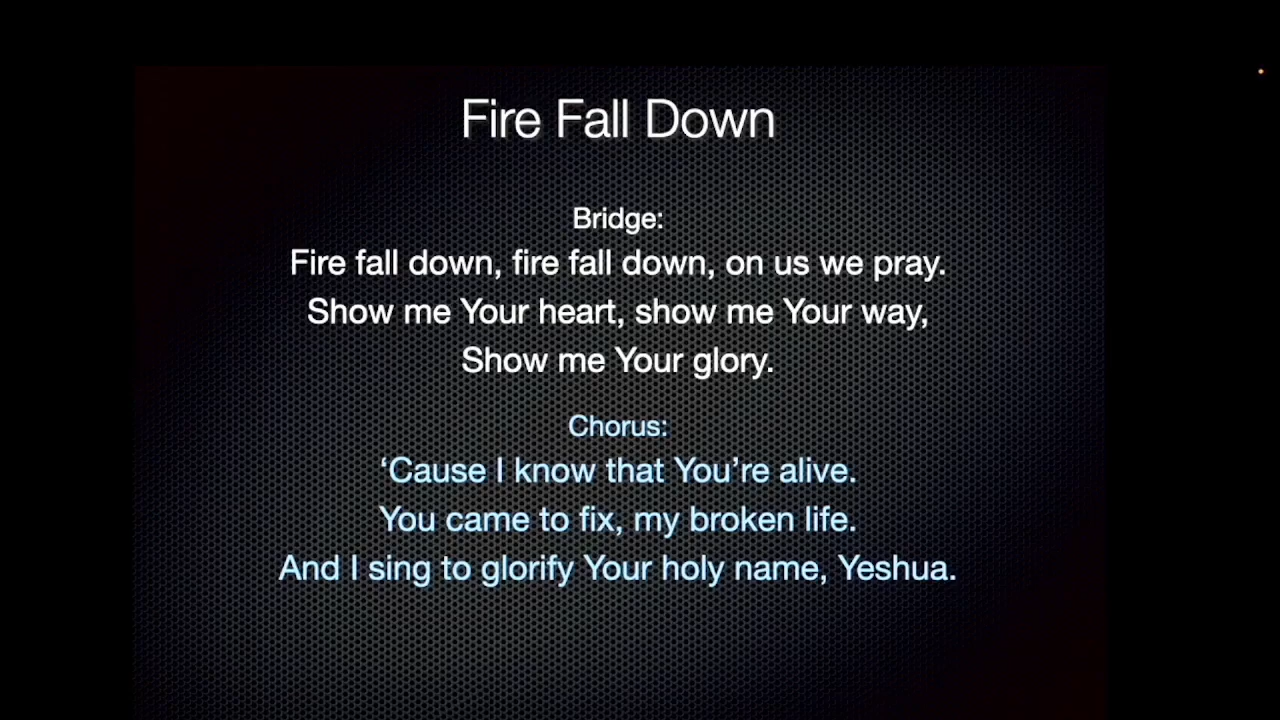 Fire Fall Down
Bridge:
Fire fall down, fire fall down, on us we pray.
Show me Your heart, show me Your way,
Show me Your glory.
Chorus:
‘Cause I know that You’re alive.
You came to fix, my broken life.
And I sing to glorify Your holy name, Yeshua.